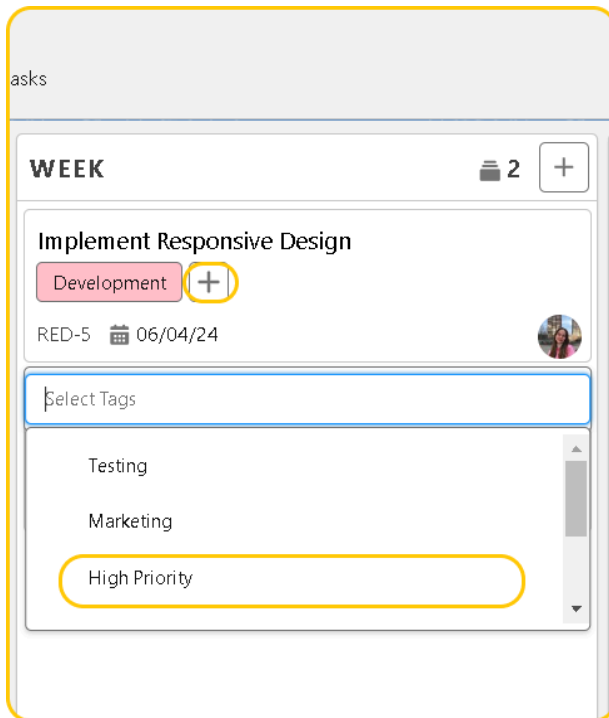 asks
WEEK 2 +
Implement Responsive Design
Development +
RED-5 06/04/24
Select Tags
Testing
Marketing
High Priority